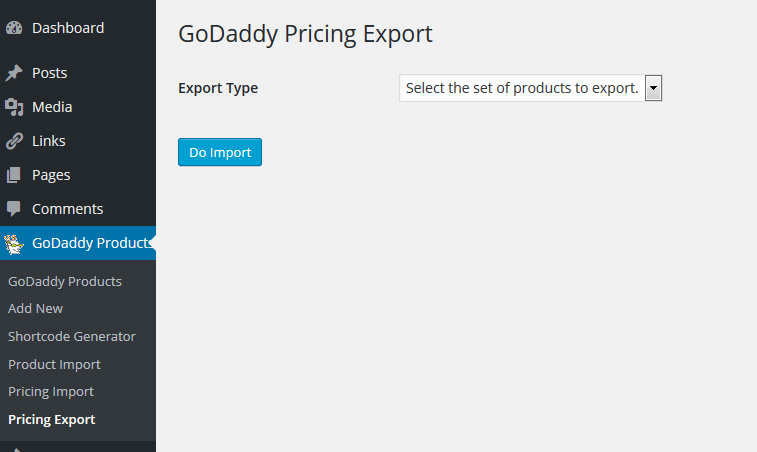 Dashboard
Posts
Media
Links
Pages
Comments
GoDaddy Products
GoDaddy Products
Add New
Shortcode Generator
Product Import
Pricing Import
Pricing Export
GoDaddy Pricing Export
Export Type
Select the set of products to export.
Do Import